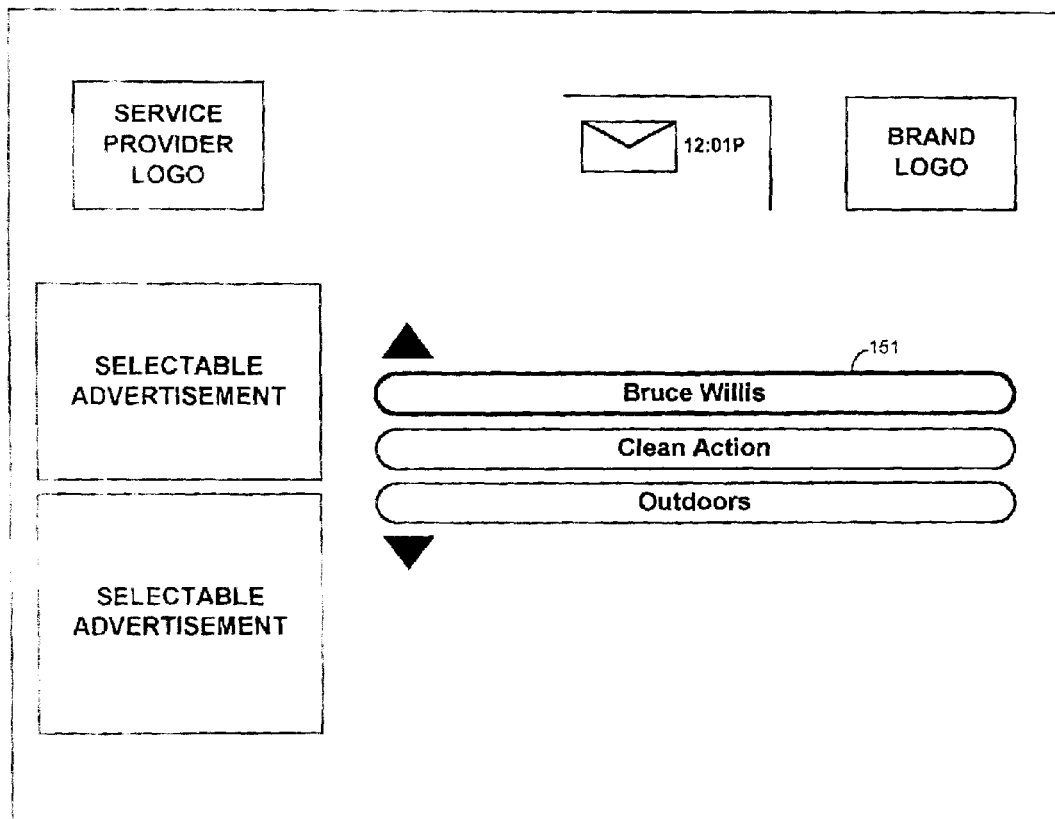 SERVICE
PROVIDER
LOGO
12:01P
BRAND
LOGO
SELECTABLE
ADVERTISEMENT
151
Bruce Willis
Clean Action
Outdoors
SELECTABLE
ADVERTISEMENT